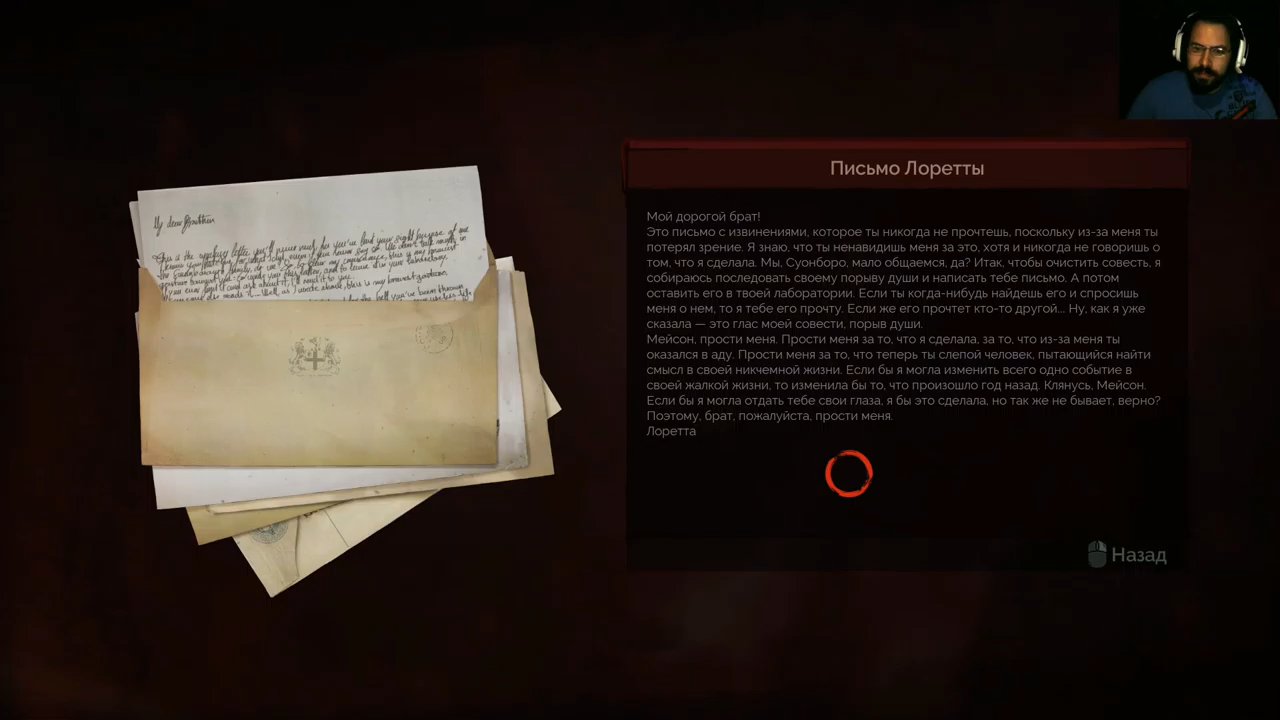 Письмо Лоретты
Мой дорогой брат!
Это письмо с извинениями, которое ты никогда не прочтешь, поскольку из-за меня ты
потерял зрение. Я знаю, что ты ненавидишь меня за это, хотя и никогда не говоришь о
том, что я сделала. Мы, Суонборо, мало общаемся, да? Итак, чтобы очистить совесть, я
собираюсь последовать своему порыву души и написать тебе письмо. А потом
оставить его в твоей лаборатории. Если ты когда-нибудь найдешь его и спросишь
меня о нем, то я тебе его прочту. Если же его прочтет кто-то другой... Ну, как я уже
сказала — это глас моей совести, порыв души.
Мейсон, прости меня. Прости меня за то, что я сделала, за то, что из-за меня ты
оказался в аду. Прости меня за то, что теперь ты слепой человек, пытающийся найти
смысл в своей никчемной жизни. Если бы я могла изменить всего одно событие в
своей жалкой жизни, то изменила бы то, что произошло год назад. Клянусь, Мейсон.
Если бы я могла отдать тебе свои глаза, я бы это сделала, но так же не бывает, верно?
Поэтому, брат, пожалуйста, прости меня.
Лоретта
Назад
My dear